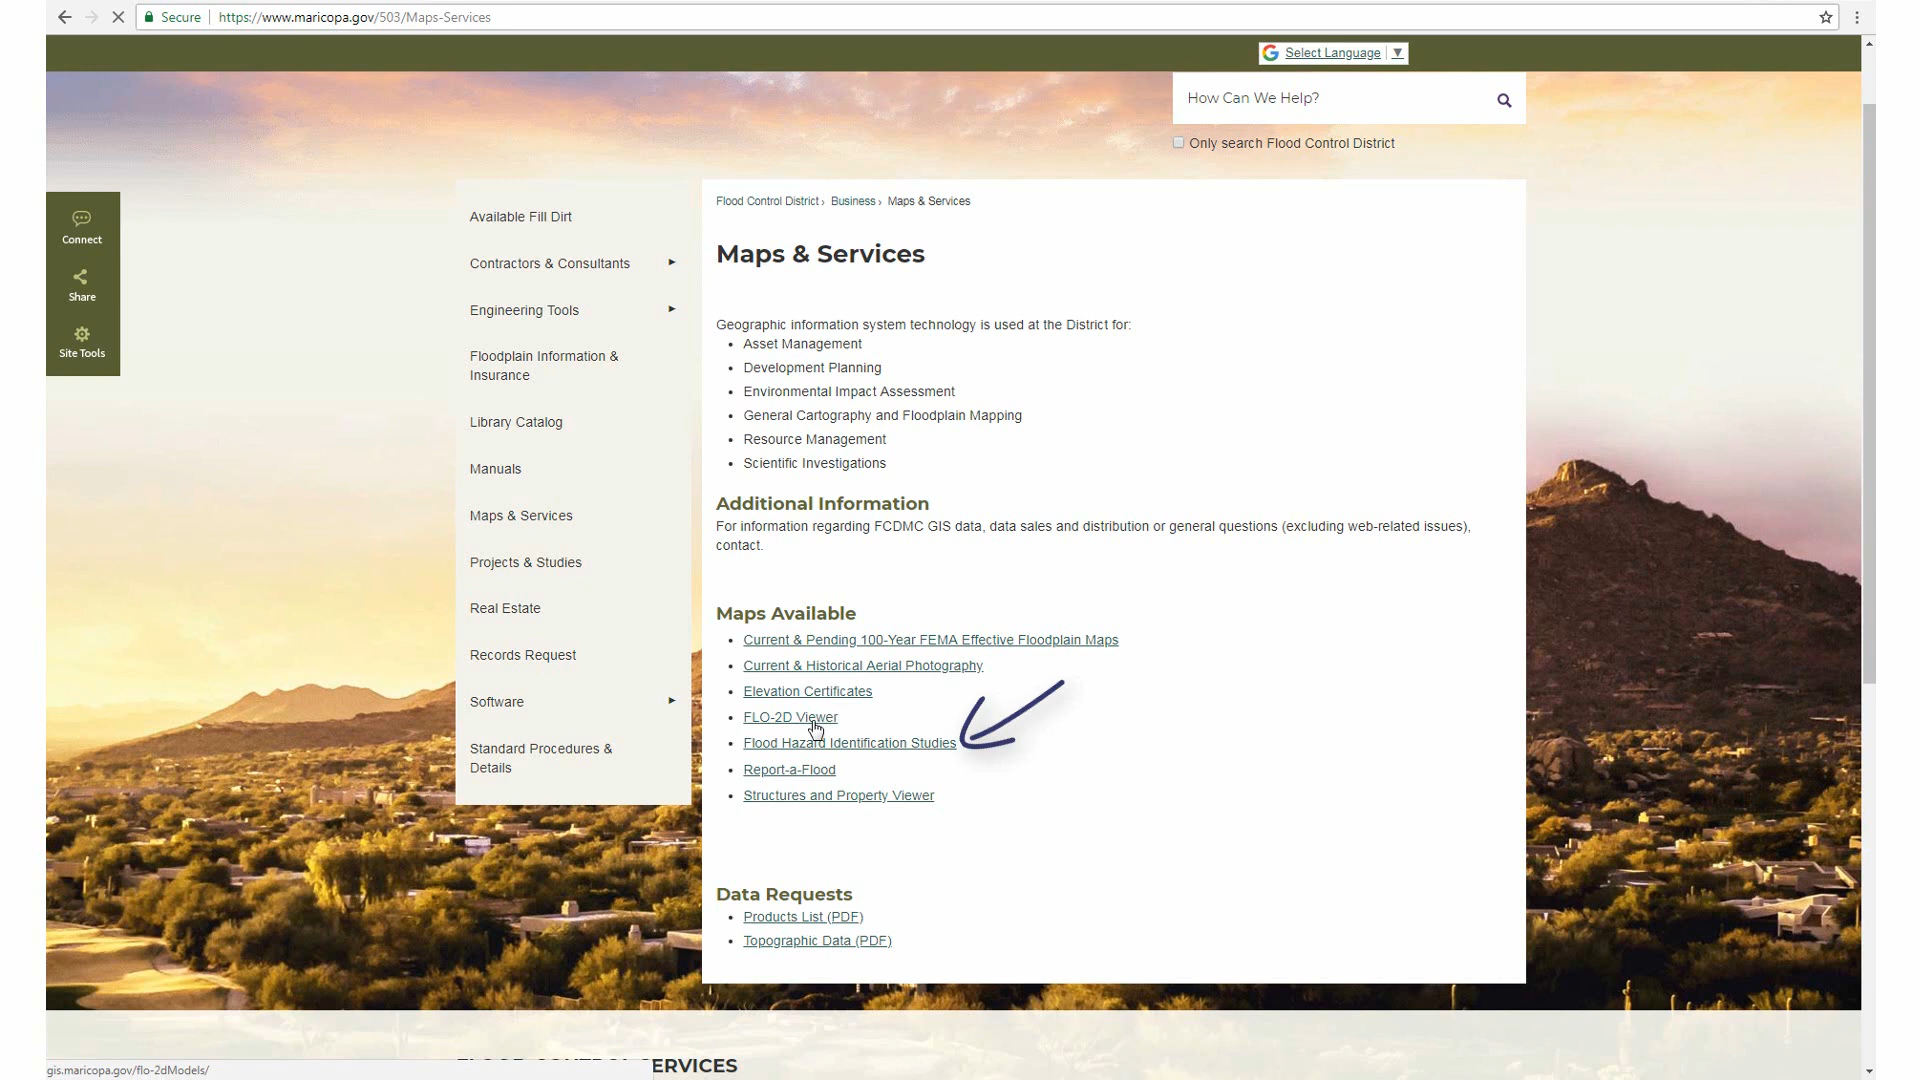 Secure https://www.maricopa.gov/503/Maps-Services
Select Language ▼
How Can We Help?
Only search Flood Control District
Connect
Share
Site Tools
Available Fill Dirt
Contractors & Consultants
Engineering Tools
Floodplain Information &
Insurance
Library Catalog
Manuals
Maps & Services
Projects & Studies
Real Estate
Records Request
Software
Standard Procedures &
Details
Flood Control District › Business › Maps & Services
Maps & Services
Geographic information system technology is used at the District for:
• Asset Management
• Development Planning
• Environmental Impact Assessment
• General Cartography and Floodplain Mapping
• Resource Management
• Scientific Investigations
Additional Information
For information regarding FCDMC GIS data, data sales and distribution or general questions (excluding web-related issues),
contact.
Maps Available
• Current & Pending 100-Year FEMA Effective Floodplain Maps
• Current & Historical Aerial Photography
• Elevation Certificates
• FLO-2D Viewer
• Flood Hazard Identification Studies
• Report-a-Flood
• Structures and Property Viewer
Data Requests
• Products List (PDF)
• Topographic Data (PDF)
FLOOD CONTROL SERVICES
gis.maricopa.gov/flo-2dModels/